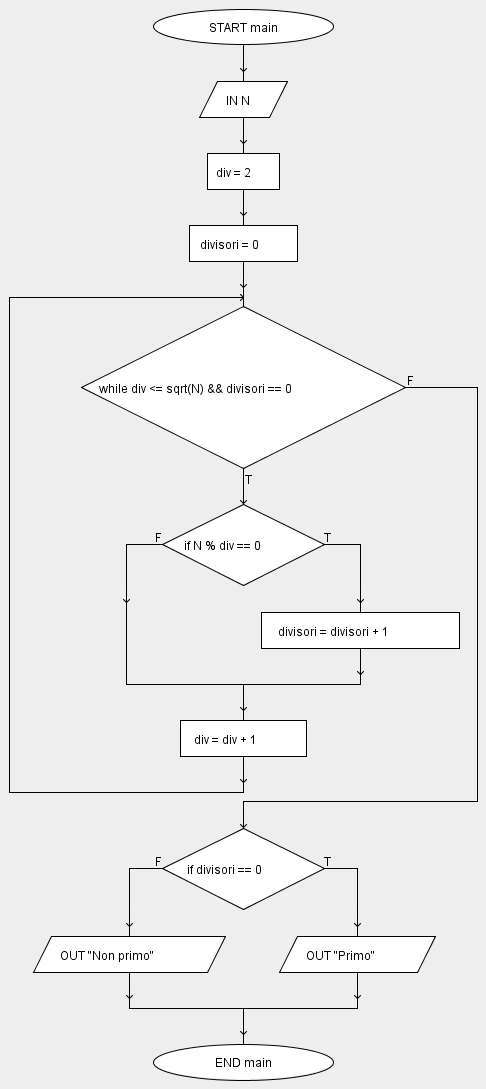 START main
IN N
div = 2
divisori = 0
while div <= sqrt(N) && divisori == 0
F
T
F
if N % div == 0
T
divisori = divisori + 1
div = div + 1
F
if divisori == 0
T
OUT "Non primo"
OUT "Primo"
END main